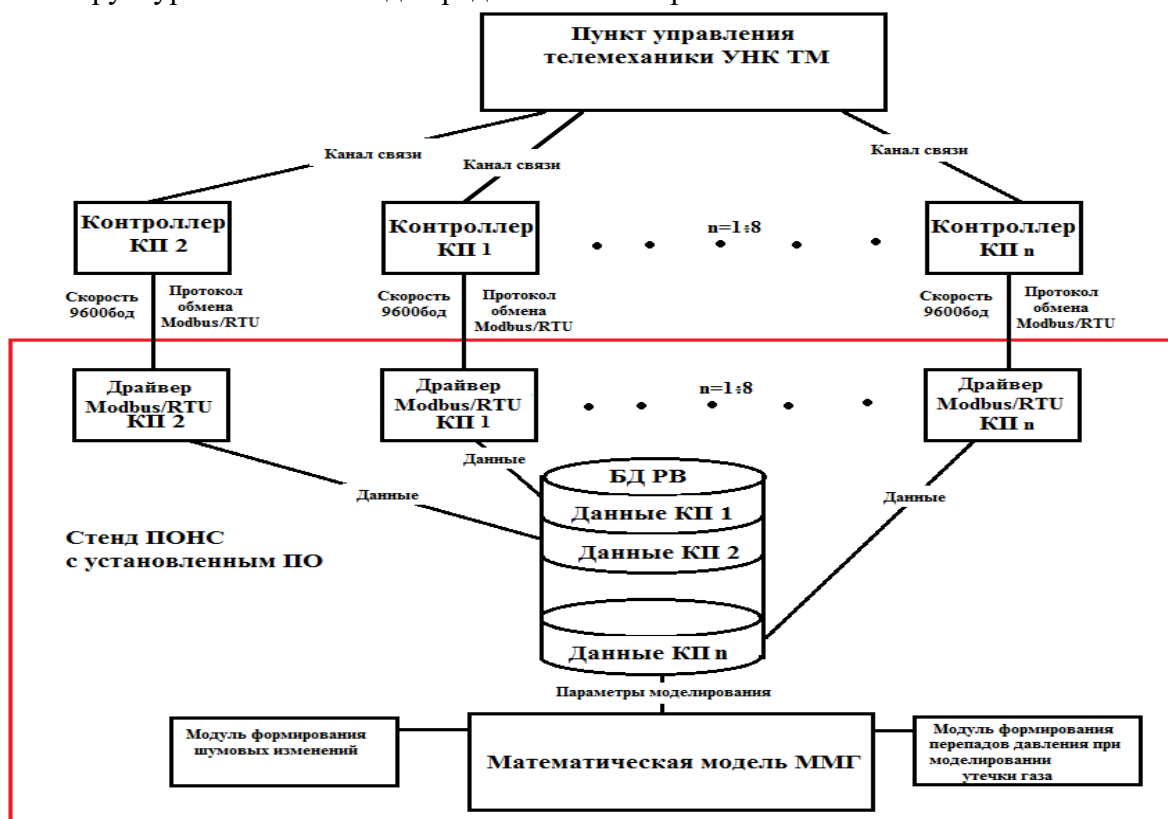 Пункт управления
телемеханики УНК ТМ
Канал связи
Канал связи
Канал связи
Контроллер
КП 2
Контроллер
КП 1
n=1÷8
Контроллер
КП n
Скорость
9600бод
Протокол
обмена
Modbus/RTU
Скорость
9600бод
Протокол
обмена
Modbus/RTU
Скорость
9600бод
Протокол
обмена
Modbus/RTU
Драйвер
Modbus/RTU
КП 2
Драйвер
Modbus/RTU
КП 1
n=1÷8
Драйвер
Modbus/RTU
КП n
Данные
Данные
Данные
БД РВ
Данные КП 1
Данные КП 2
Данные КП n
Стенд ПОНС
с установленным ПО
Параметры моделирования
Модуль формирования
шумовых изменений
Математическая модель ММГ
Модуль формирования
перепадов давления при
моделировании
утечки газа